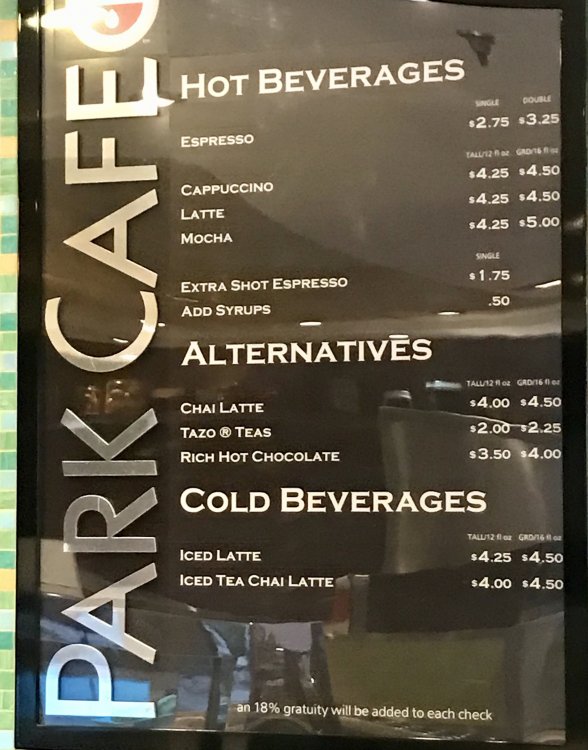 PARK CAFE
HOT BEVERAGES
SINGLE DOUBLE
ESPRESSO $2.75 $3.25
TALL/12 fl oz GRD/16 fl oz
CAPPUCCINO $4.25 $4.50
LATTE $4.25 $4.50
MOCHA $4.25 $5.00
SINGLE
EXTRA SHOT ESPRESSO $1.75
ADD SYRUPS .50
ALTERNATIVES
TALL/12 fl oz GRD/16 fl oz
CHAI LATTE $4.00 $4.50
TAZO ® TEAS $2.00 $2.25
RICH HOT CHOCOLATE $3.50 $4.00
COLD BEVERAGES
TALL/12 fl oz GRD/16 fl oz
ICED LATTE $4.25 $4.50
ICED TEA CHAI LATTE $4.00 $4.50
an 18% gratuity will be added to each check